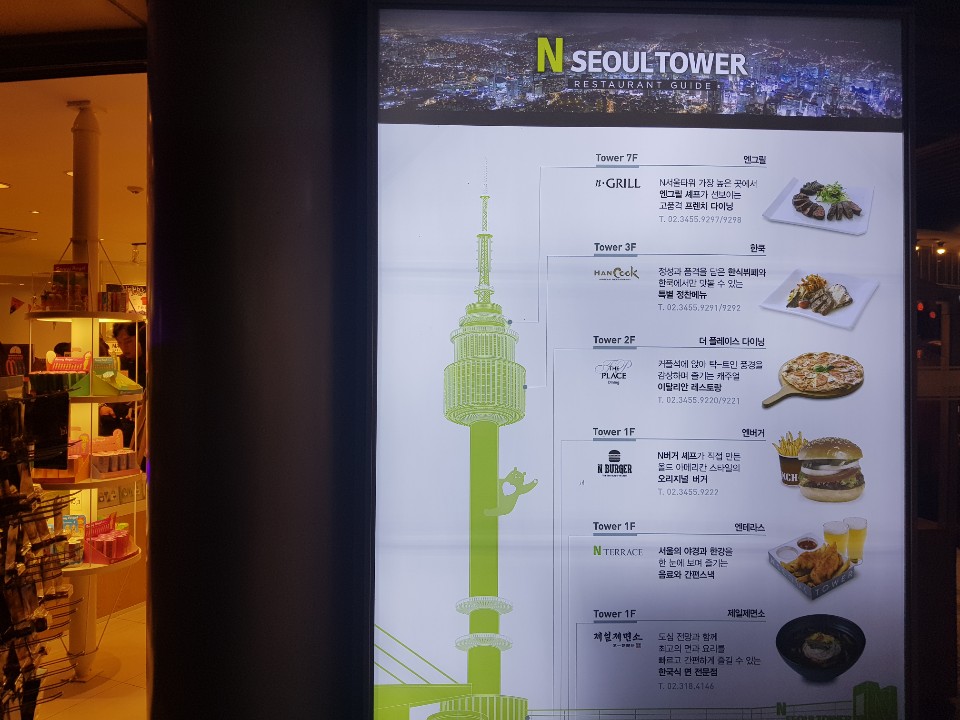 N SEOUL TOWER
RESTAURANT GUIDE
Tower 7F 엔그릴
n·GRILL
N서울타워 가장 높은 곳에서
엔그릴 셰프가 선보이는
고품격 프렌치 다이닝
T. 02.3455.9297/9298
Tower 3F 한쿡
HanCook
정성과 품격을 담은 한식뷔페와
한쿡에서만 맛볼 수 있는
특별 정찬메뉴
T. 02.3455.9291/9292
Tower 2F 더 플레이스 다이닝
THE
PLACE
Dining
거플석에 앉아 탁-트인 풍경을
감상하며 즐기는 캐주얼
이탈리안 레스토랑
T. 02.3455.9220/9221
Tower 1F 엔버거
N BURGER
N버거 셰프가 직접 만든
올드 아메리칸 스타일의
오리지널 버거
T. 02.3455.9222
Tower 1F 엔테라스
N TERRACE
서울의 야경과 한강을
한 눈에 보며 즐기는
음료와 간편스낵
TOWER
Tower 1F 제일제면소
제일제면소
도심 전망과 함께
최고의 면과 요리를
빠르고 간편하게 즐길 수 있는
한국식 면 전문점
T. 02.318.4146